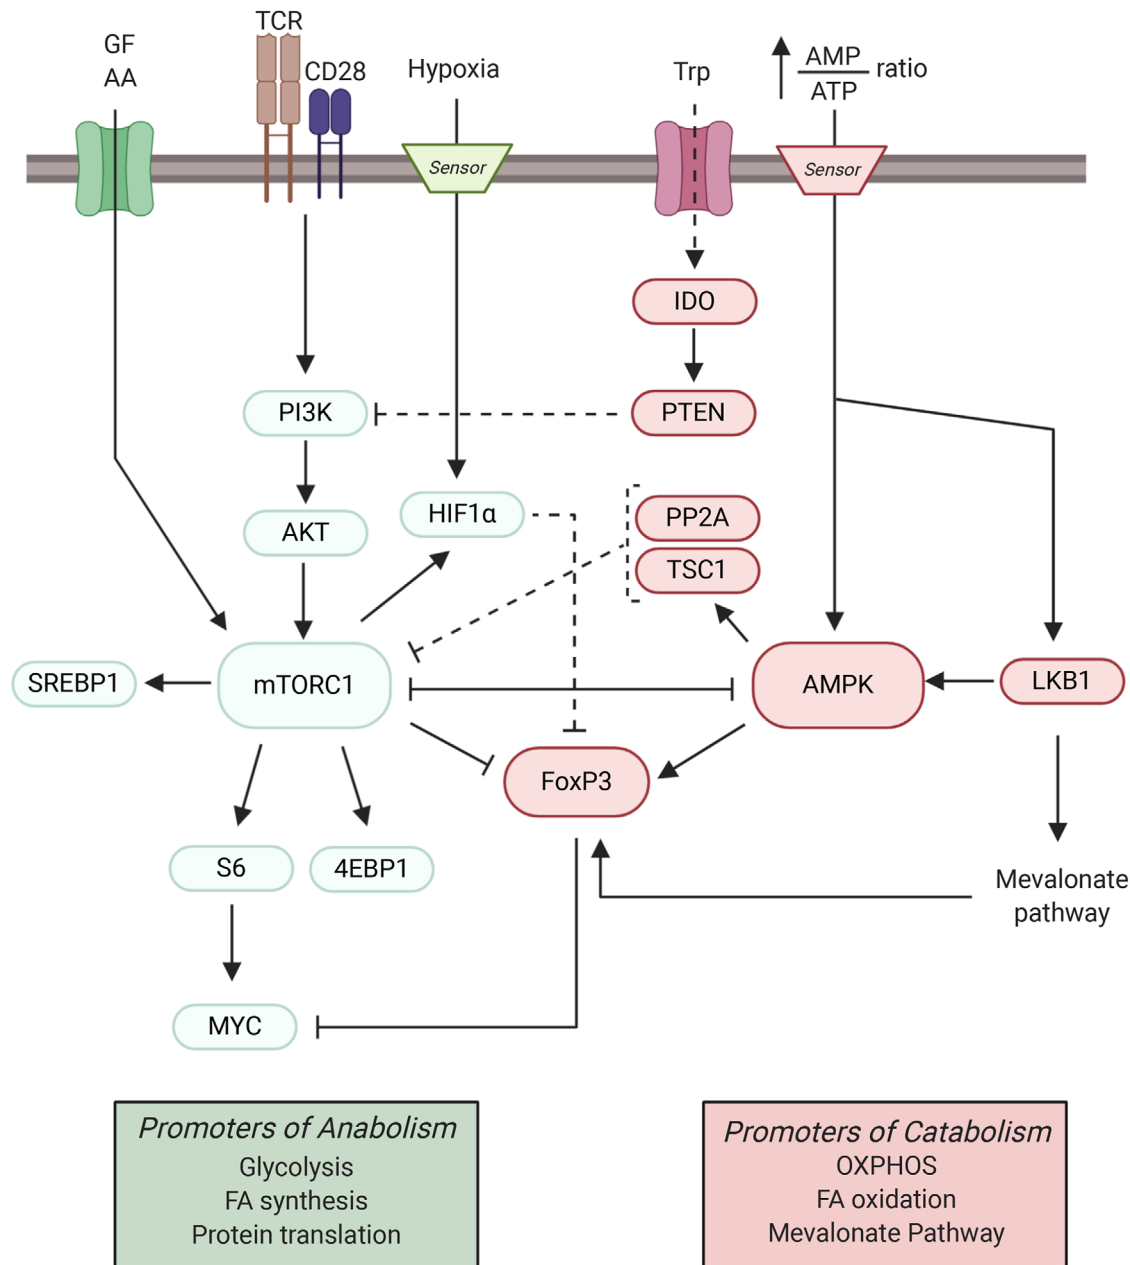 GF
AA
TCR
CD28
Hypoxia
Trp
AMP
ATP
ratio
Sensor
Sensor
IDO
PI3K
PTEN
HIF1α
AKT
PP2A
TSC1
SREBP1
mTORC1
AMPK
LKB1
FoxP3
S6
4EBP1
Mevalonate
pathway
MYC
Promoters of Anabolism
Glycolysis
FA synthesis
Protein translation
Promoters of Catabolism
OXPHOS
FA oxidation
Mevalonate Pathway